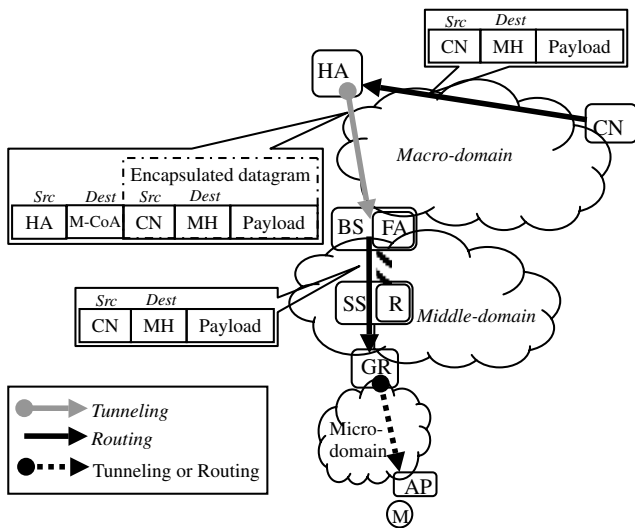 Src Dest
CN MH Payload
HA
CN
Macro-domain
Encapsulated datagram
Src Dest Src Dest
HA M-CoA CN MH Payload
BS FA
Src Dest
CN MH Payload
SS R Middle-domain
GR
Tunneling
Routing
Tunneling or Routing
Micro-
domain
AP
M